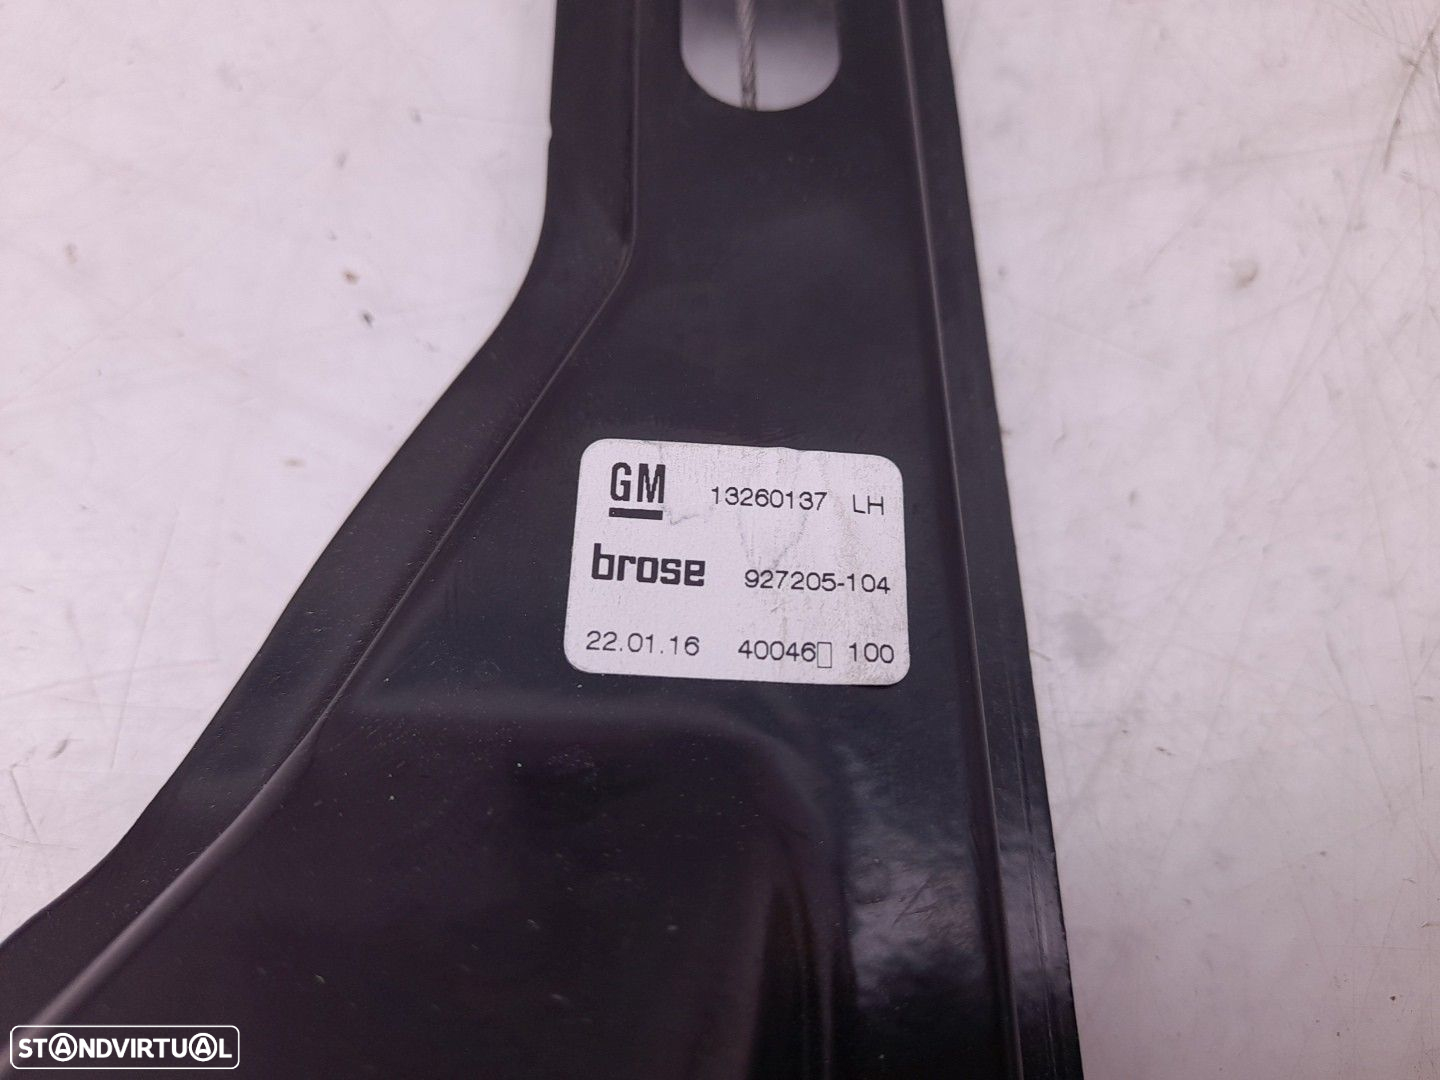 GM 13260137 LH
brose 927205-104
22.01.16 40046▯ 100
STANDVIRTUAL